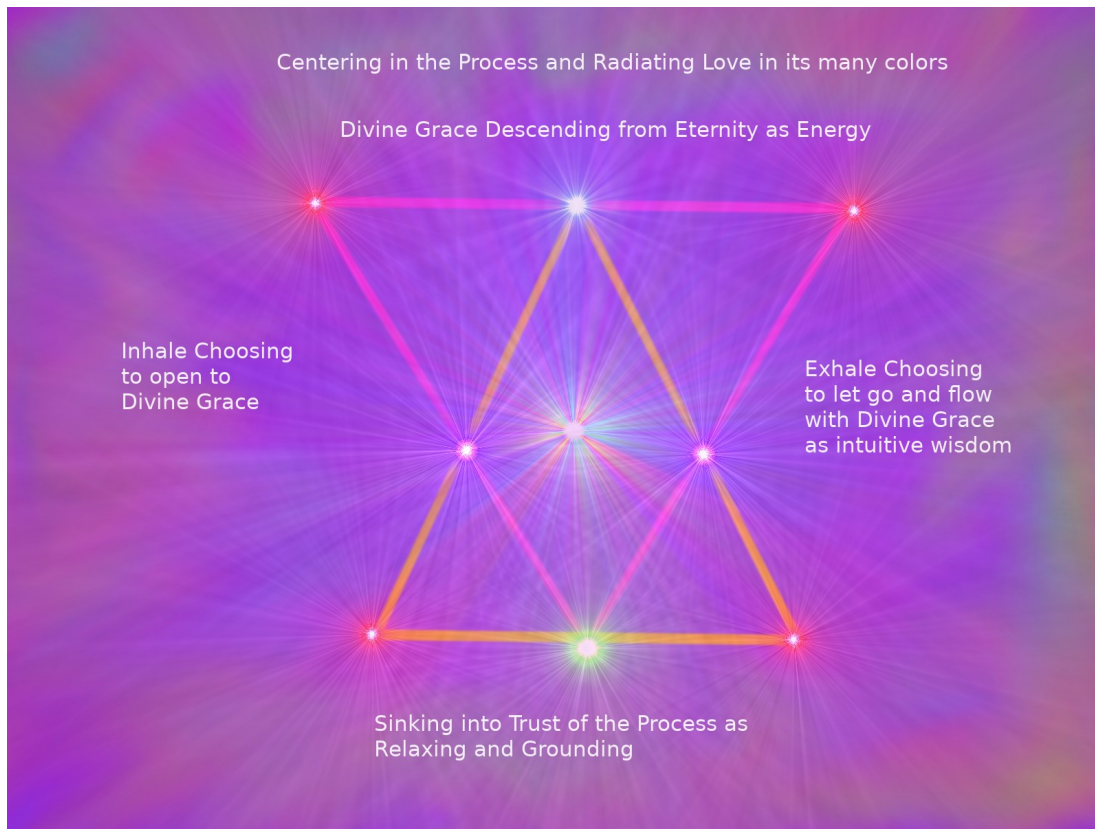 Centering in the Process and Radiating Love in its many colors
Divine Grace Descending from Eternity as Energy
Inhale Choosing
to open to
Divine Grace
Exhale Choosing
to let go and flow
with Divine Grace
as intuitive wisdom
Sinking into Trust of the Process as
Relaxing and Grounding